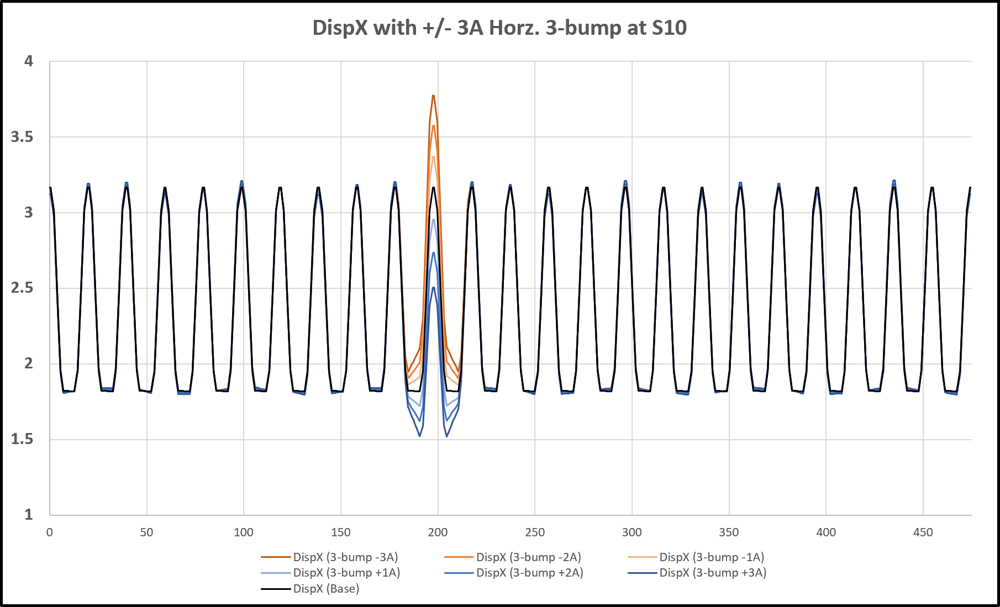 DispX with +/- 3A Horz. 3-bump at S10
4
3.5
3
2.5
2
1.5
1
0 50 100 150 200 250 300 350 400 450
DispX (3-bump -3A) DispX (3-bump -2A) DispX (3-bump -1A)
DispX (3-bump +1A) DispX (3-bump +2A) DispX (3-bump +3A)
DispX (Base)